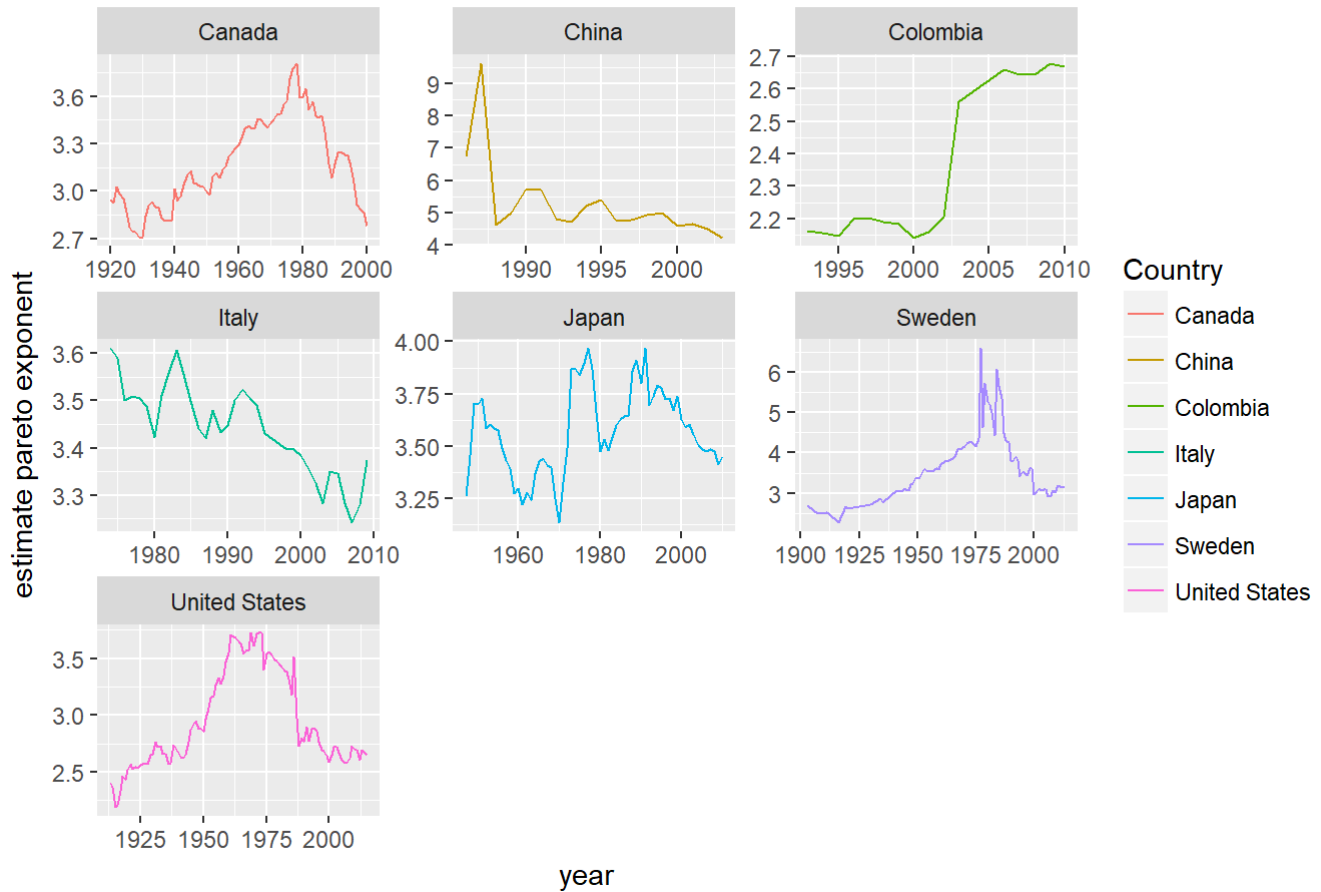 Canada
China
Colombia
3.6
3.3
3.0
2.7
1920 1940 1960 1980 2000
9
8
7
6
5
4
1990 1995 2000
2.7
2.6
2.5
2.4
2.3
2.2
1995 2000 2005 2010
Italy
Japan
Sweden
3.6
3.5
3.4
3.3
1980 1990 2000 2010
4.00
3.75
3.50
3.25
1960 1980 2000
6
5
4
3
1900 1925 1950 1975 2000
United States
3.5
3.0
2.5
1925 1950 1975 2000
estimate pareto exponent
year
Country
Canada
China
Colombia
Italy
Japan
Sweden
United States